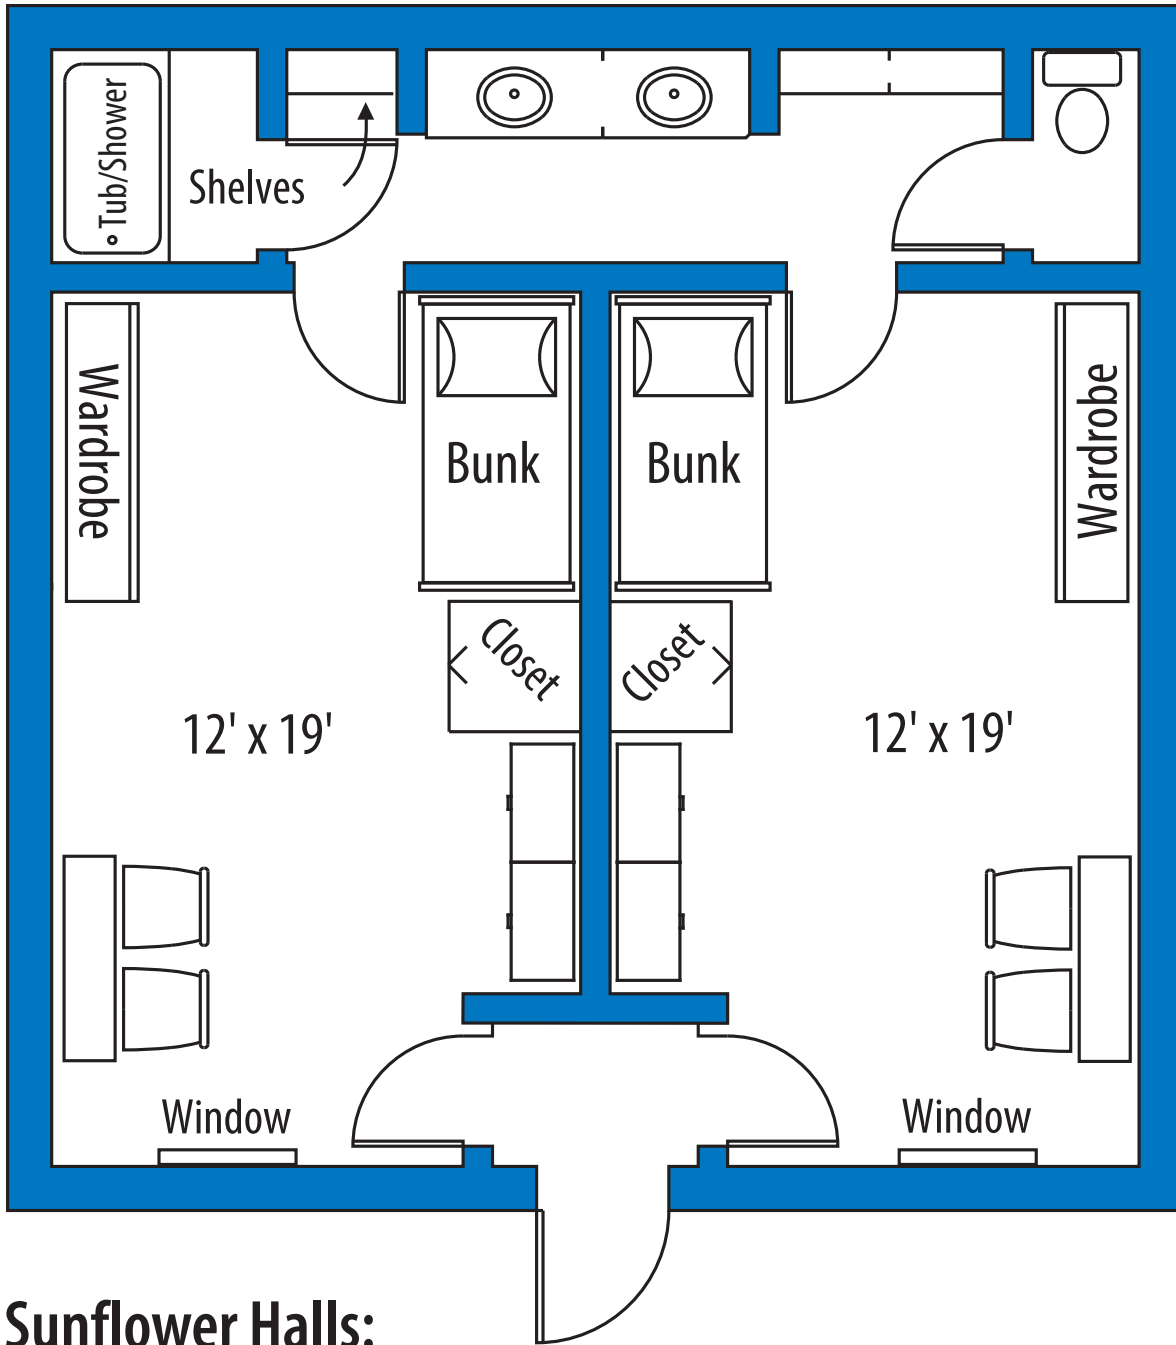 Tub/Shower
Shelves
Wardrobe
Bunk
Bunk
Wardrobe
Closet
Closet
12' x 19'
12' x 19'
Window
Window
Sunflower Halls: